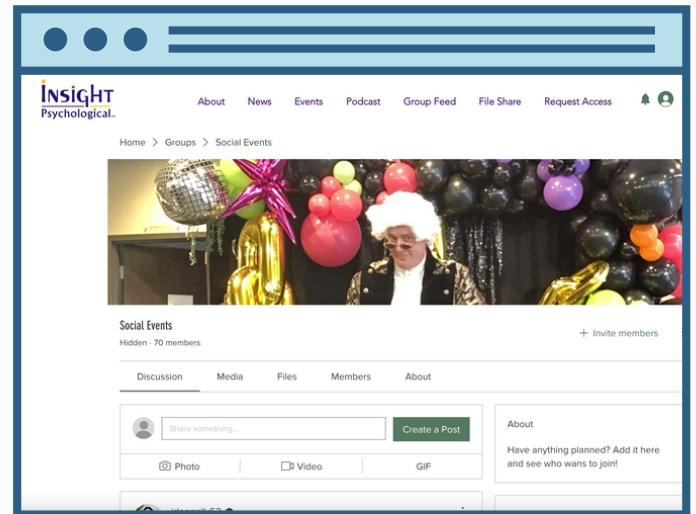 INSIGHT
Psychological
About News Events Podcast Group Feed File Share Request Access
Home > Groups > Social Events
Social Events
Hidden · 70 members
+ Invite members
Discussion Media Files Members About
Share something...
Create a Post
Photo Video GIF
About
Have anything planned? Add it here
and see who wants to join!